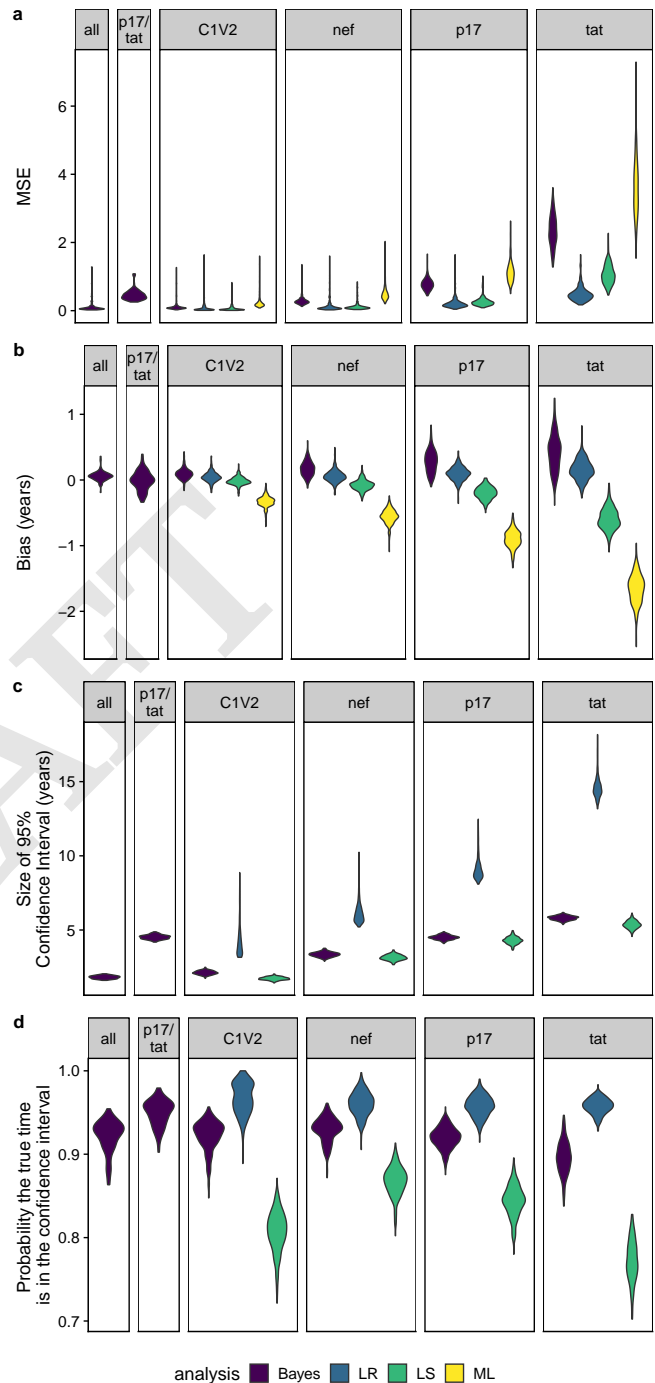 a
all p17/ C1V2 nef p17 tat
tat
MSE
6
4
2
0
b
all p17/ C1V2 nef p17 tat
tat
Bias (years)
1
0
−1
−2
c
all p17/ C1V2 nef p17 tat
tat
Size of 95%
Confidence Interval (years)
15
10
5
d
all p17/ C1V2 nef p17 tat
tat
Probability the true time
is in the confidence interval
1.0
0.9
0.8
0.7
analysis Bayes LR LS ML
AFT